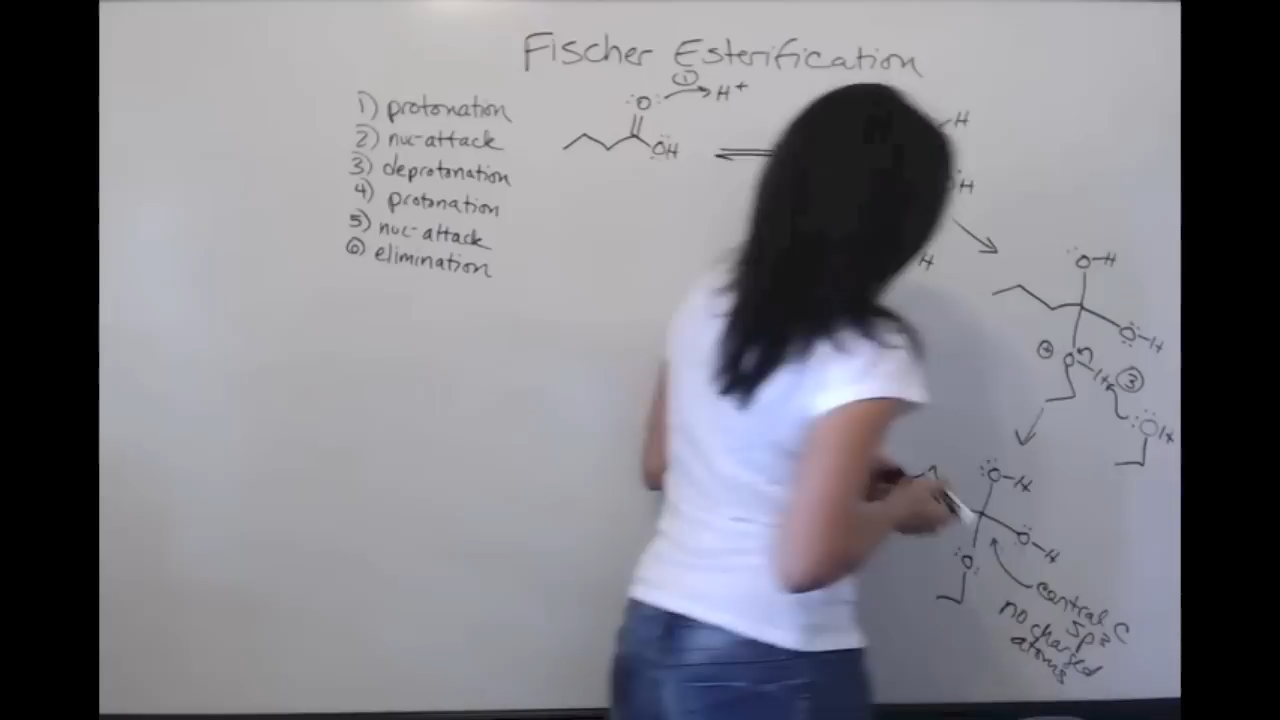 Fischer Esterification
1) protonation
2) nuc-attack
3) deprotonation
4) protonation
5) nuc-attack
6) elimination
①
:O: H+
OH
H
H
H
:O-H
O-H
+ O-H ③
:OH
:O-H
O-H
:O:
central C
sp3
no charged
atoms